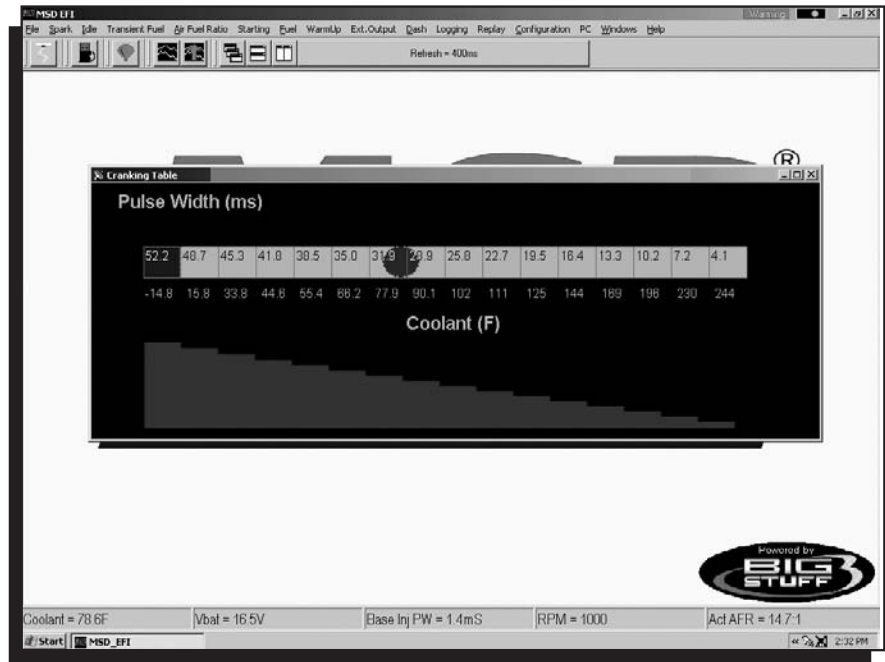 MSD EFI Warning
File Spark Idle Transient Fuel Air Fuel Ratio Starting Fuel WarmUp Ext.Output Dash Logging Replay Configuration PC Windows Help
Refresh = 400ms
®
Cranking Table
Pulse Width (ms)
52.2 48.7 45.3 41.8 38.5 35.0 25.8 22.7 19.5 16.4 13.3 10.2 7.2 4.1
-14.8 15.8 33.8 44.6 55.4 66.2 77.9 90.1 102 111 125 144 169 196 230 244
Coolant (F)
Powered by
BIG
STUFF 3
Coolant = 78.6F Vbat = 16.5V Base Inj PW = 1.4mS RPM = 1000 Act AFR = 14.7:1
Start MSD_EFI 2:32 PM